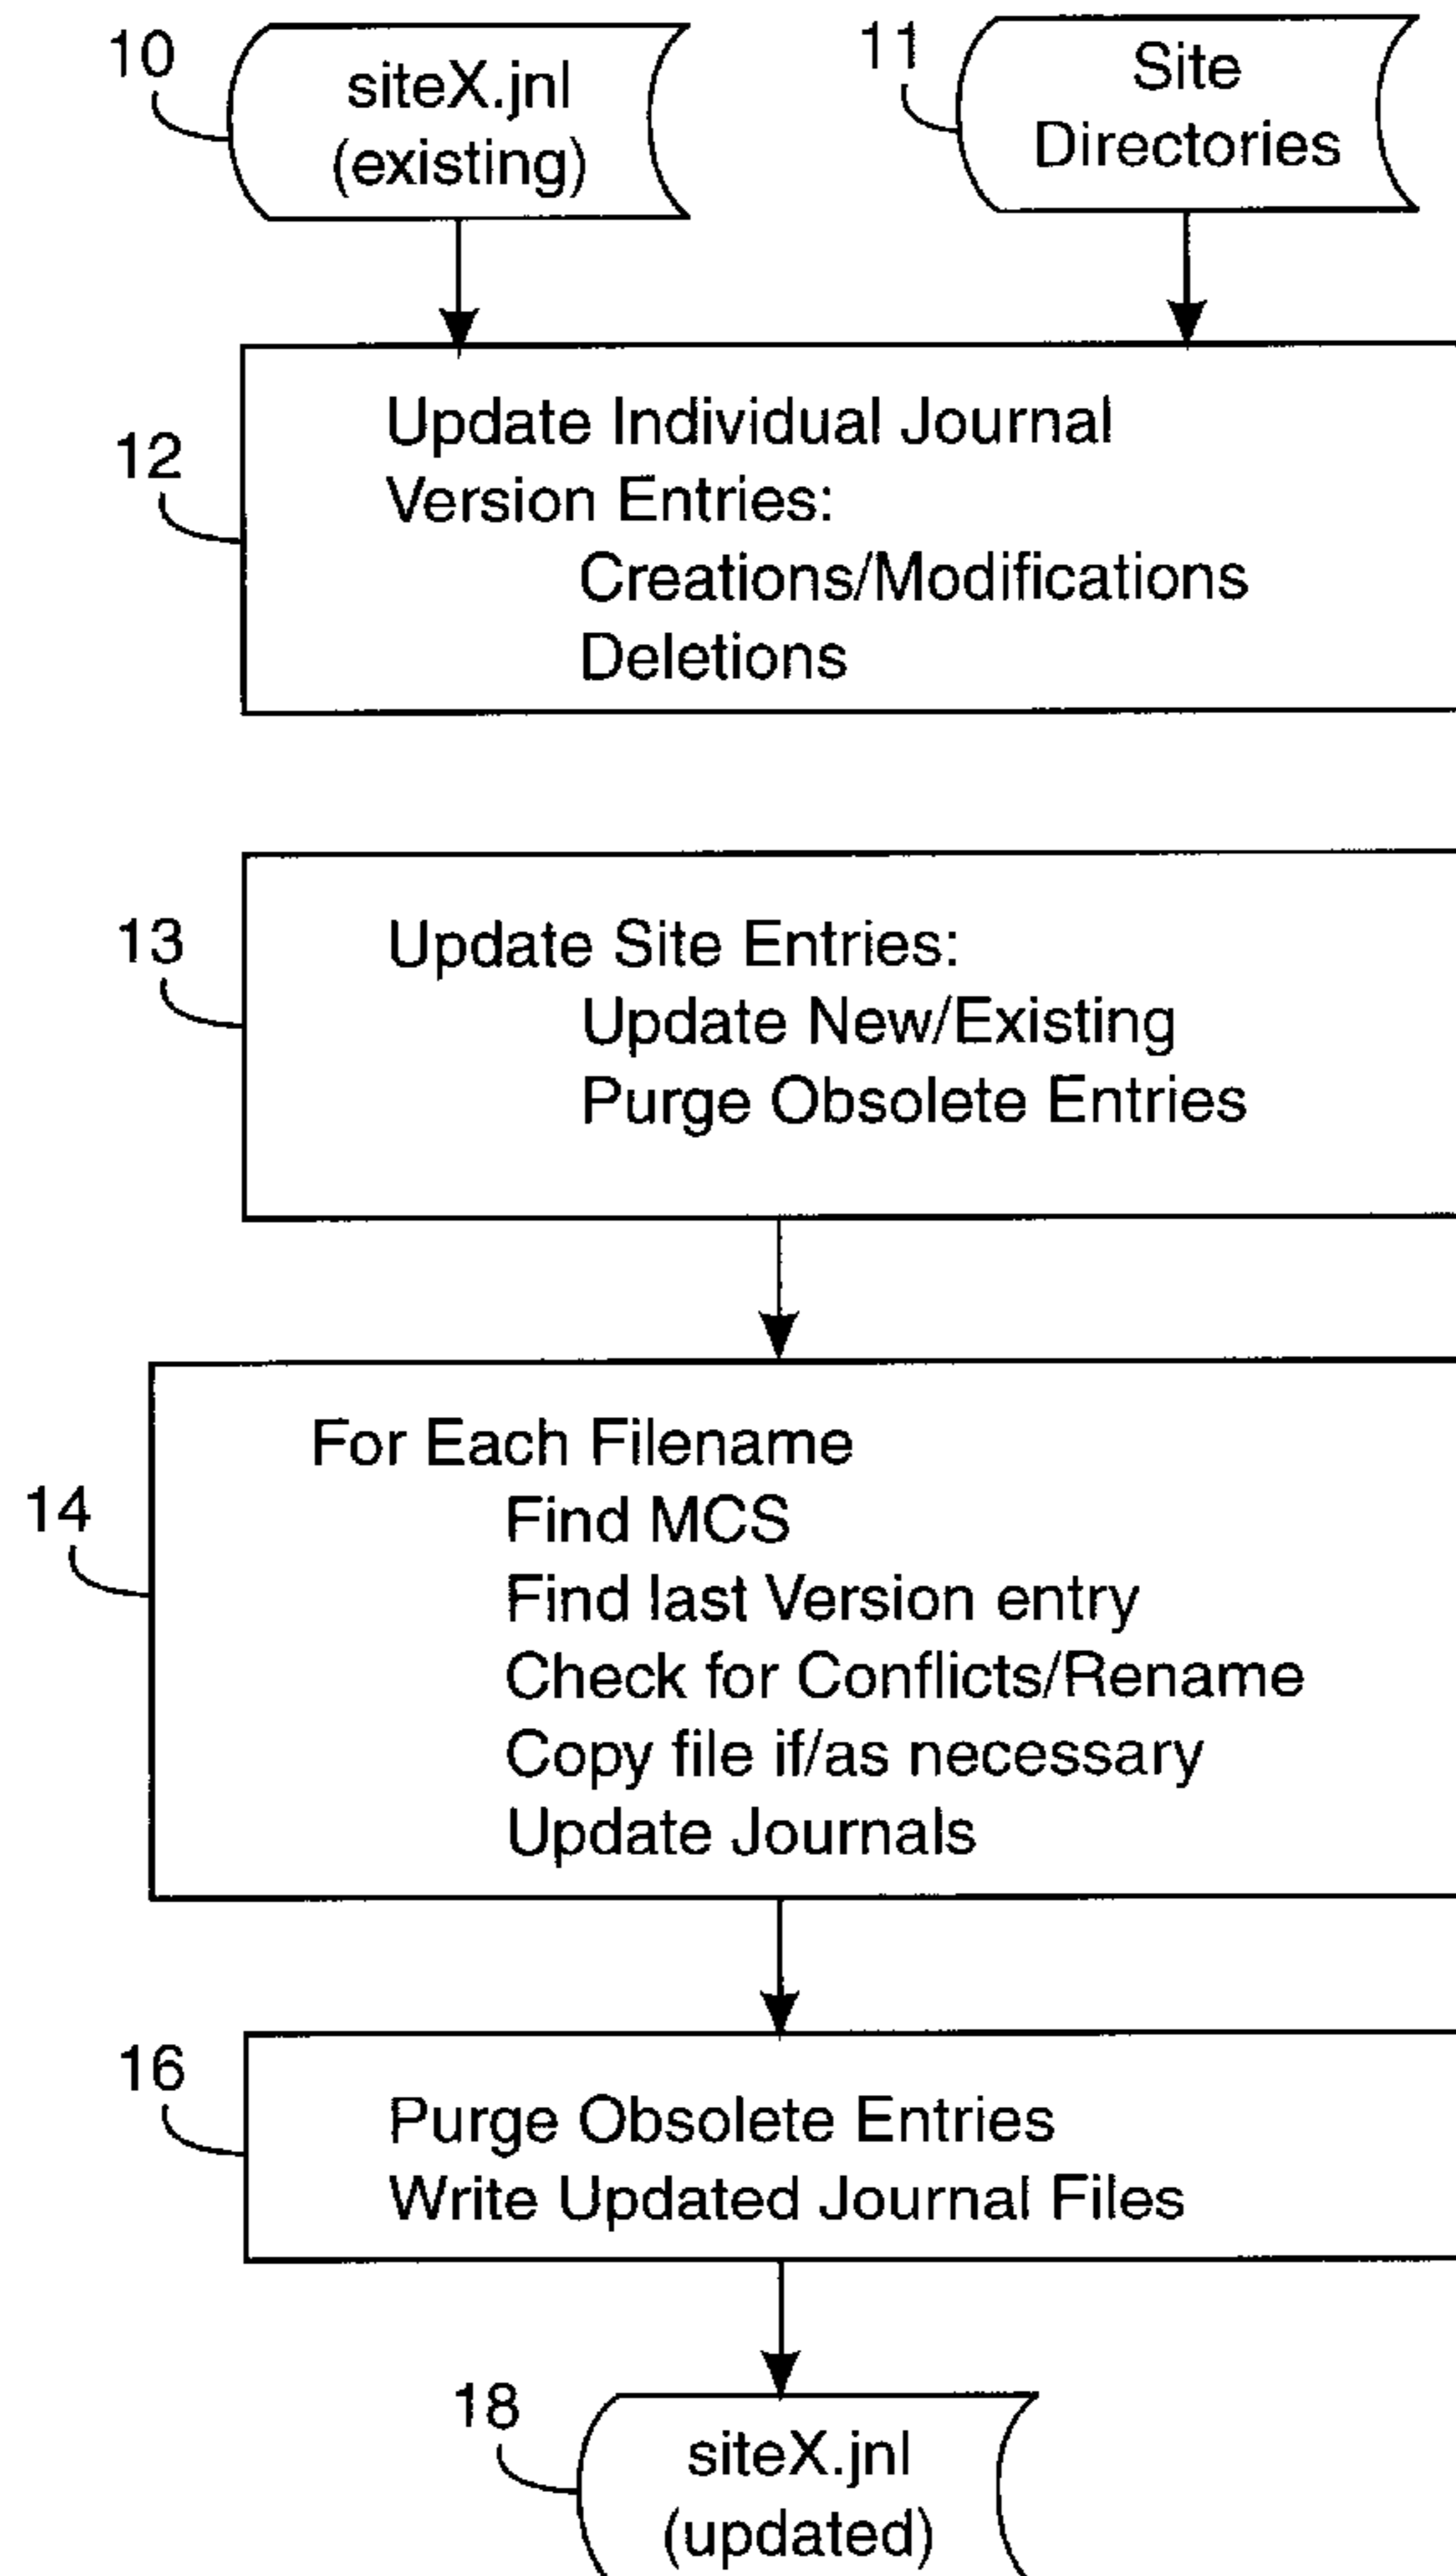 10
siteX.jnl
(existing)
11
Site
Directories
12
Update Individual Journal
Version Entries:
Creations/Modifications
Deletions
13
Update Site Entries:
Update New/Existing
Purge Obsolete Entries
14
For Each Filename
Find MCS
Find last Version entry
Check for Conflicts/Rename
Copy file if/as necessary
Update Journals
16
Purge Obsolete Entries
Write Updated Journal Files
18
siteX.jnl
(updated)